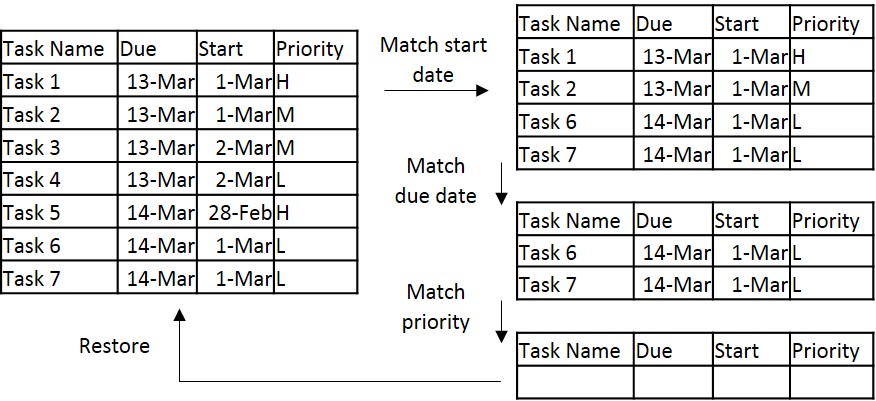 Task Name Due Start Priority
Task 1 13-Mar 1-Mar H
Task 2 13-Mar 1-Mar M
Task 3 13-Mar 2-Mar M
Task 4 13-Mar 2-Mar L
Task 5 14-Mar 28-Feb H
Task 6 14-Mar 1-Mar L
Task 7 14-Mar 1-Mar L
Match start
date
Task Name Due Start Priority
Task 1 13-Mar 1-Mar H
Task 2 13-Mar 1-Mar M
Task 6 14-Mar 1-Mar L
Task 7 14-Mar 1-Mar L
Match
due date
Task Name Due Start Priority
Task 6 14-Mar 1-Mar L
Task 7 14-Mar 1-Mar L
Match
priority
Task Name Due Start Priority
Restore